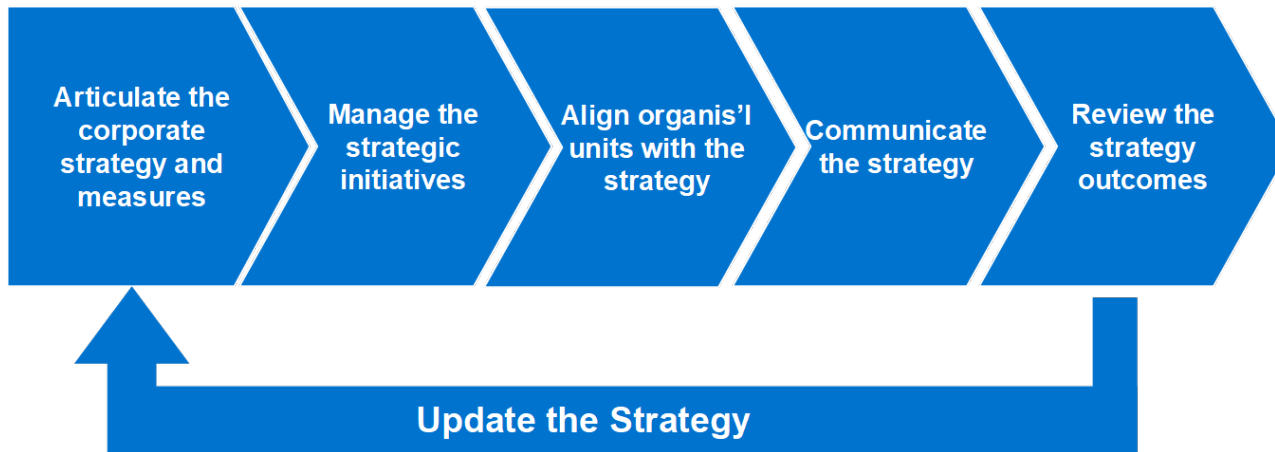 Articulate the
corporate
strategy and
measures
Manage the
strategic
initiatives
Align organis'l
units with the
strategy
Communicate
the strategy
Review the
strategy
outcomes
Update the Strategy